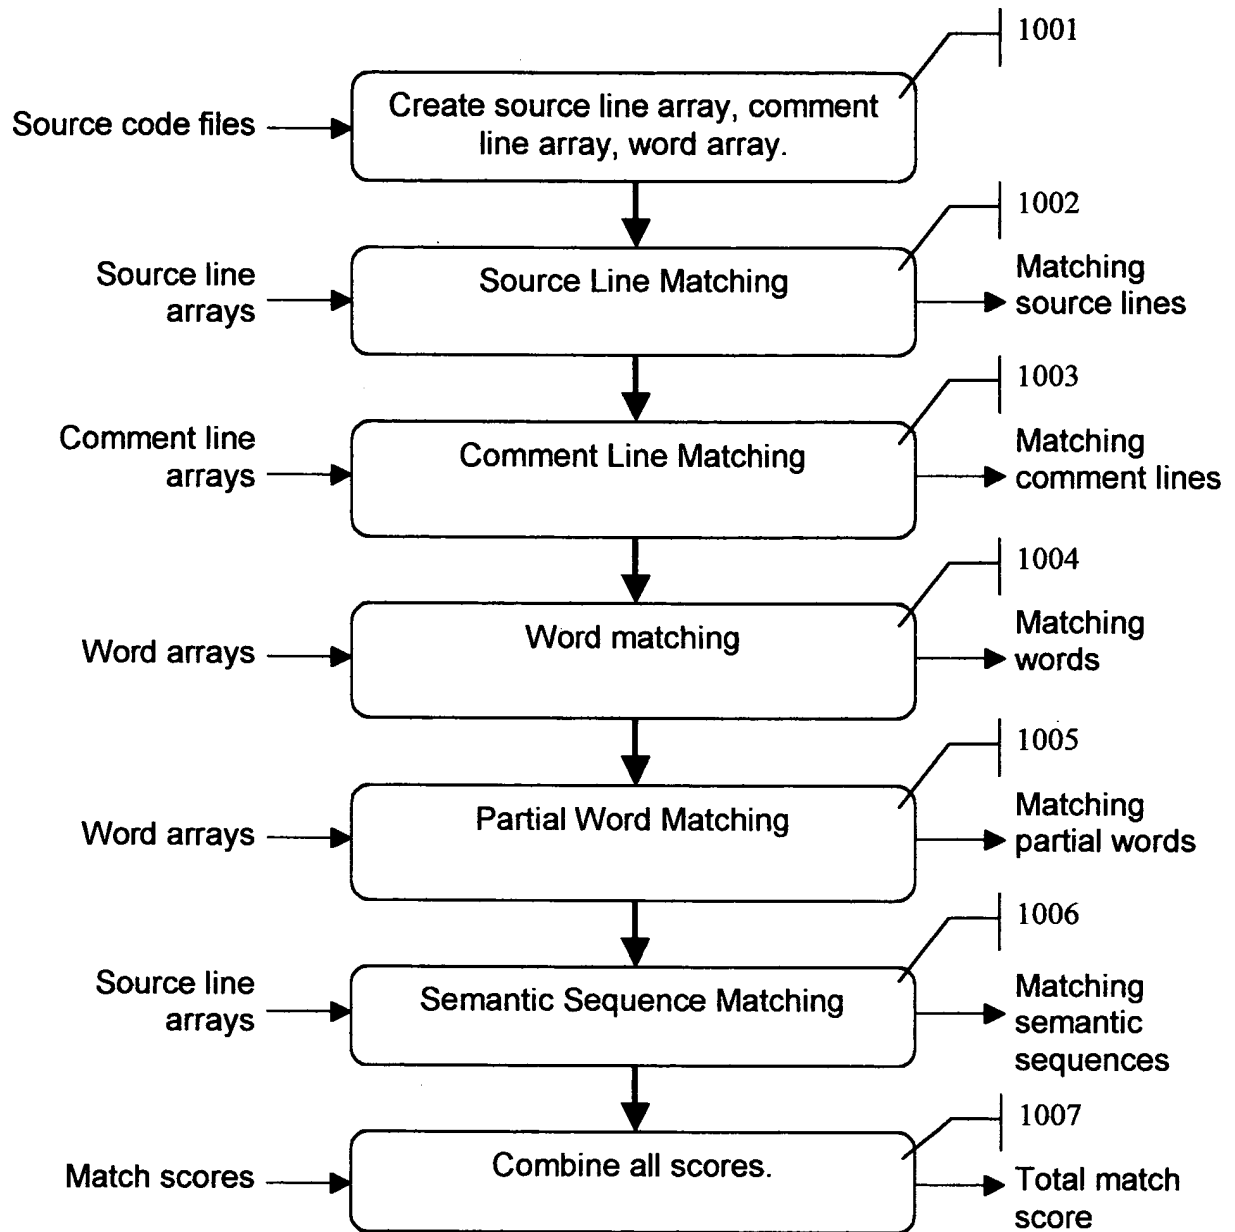 1001
Source code files
Create source line array, comment
line array, word array.
1002
Source line
arrays
Source Line Matching
Matching
source lines
1003
Comment line
arrays
Comment Line Matching
Matching
comment lines
1004
Word arrays
Word matching
Matching
words
1005
Word arrays
Partial Word Matching
Matching
partial words
1006
Source line
arrays
Semantic Sequence Matching
Matching
semantic
sequences
1007
Match scores
Combine all scores.
Total match
score